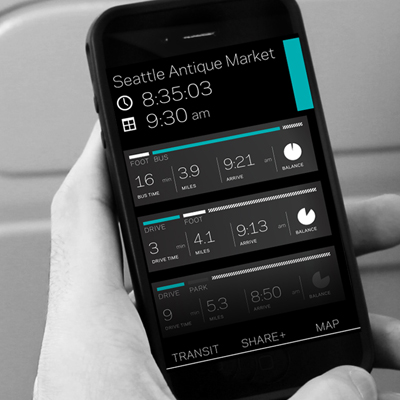 Seattle Antique Market
8:35:03
9:30 am
FOOT BUS
16 min 3.9 9:21 am
BUS TIME MILES ARRIVE BALANCE
DRIVE FOOT
3 min 4.1 9:13 am
DRIVE TIME MILES ARRIVE BALANCE
DRIVE PARK
9 min 5.3 8:50 am
DRIVE TIME MILES ARRIVE BALANCE
TRANSIT SHARE+ MAP